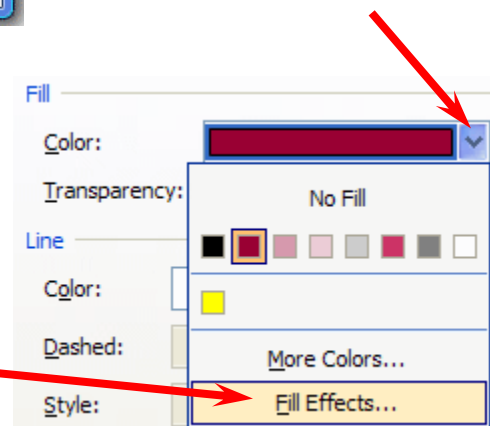 Fill
Color:
Transparency:
No Fill
Line
Color:
Dashed:
More Colors...
Style:
Fill Effects...